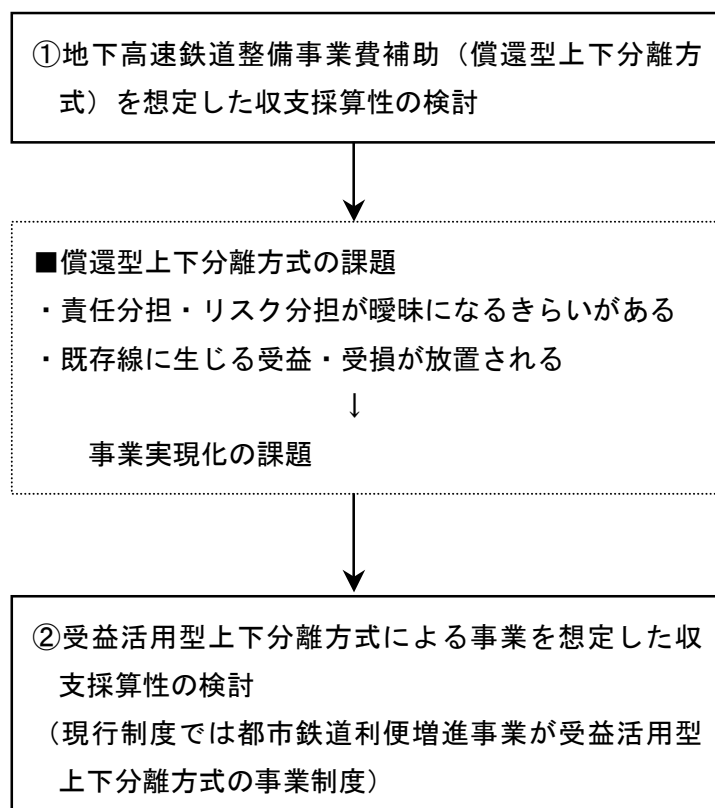 ①地下高速鉄道整備事業費補助（償還型上下分離方
式）を想定した収支採算性の検討
■償還型上下分離方式の課題
・責任分担・リスク分担が曖昧になるきらいがある
・既存線に生じる受益・受損が放置される
↓
事業実現化の課題
②受益活用型上下分離方式による事業を想定した収
支採算性の検討
（現行制度では都市鉄道利便増進事業が受益活用型
上下分離方式の事業制度）